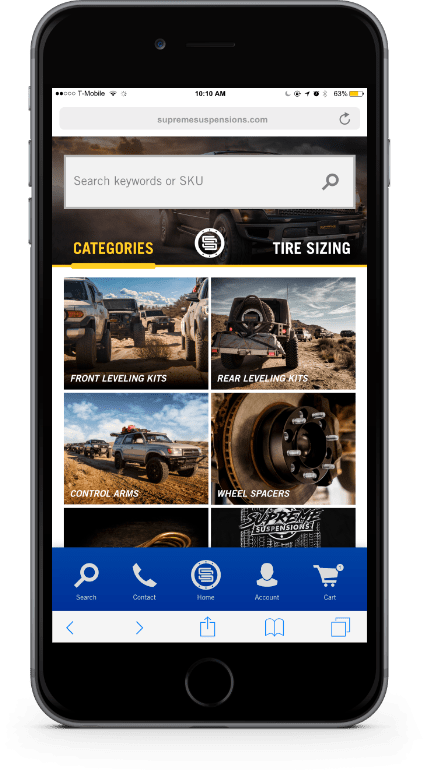 T-Mobile 10:10 AM 63%
supremesuspensions.com
Search keywords or SKU
CATEGORIES TIRE SIZING
FRONT LEVELING KITS REAR LEVELING KITS
CONTROL ARMS WHEEL SPACERS
SUPREME
SUSPENSIONS
Search Contact Home Account Cart